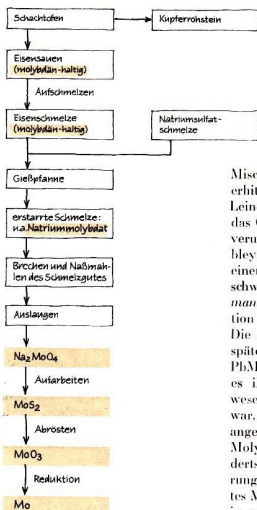 Schachtofen
Kupferrohstein
Eisensauen
(molybdän-haltig)
Aufschmelzen
Eisenschmelze
(molybdän-haltig)
Natriumsulfat-
schmelze
Gießpfanne
erstarrte Schmelze:
u.a. Natriummolybdat
Brechen und Naßmah-
len des Schmelzgutes
Auslaugen
Na₂MoO₄
Aufarbeiten
MoS₂
Abrösten
MoO₃
Reduktion
Mo
Misc
erhit
Lein
das
veru
bley
einer
schw
man
tion
Die
späte
PbM
es i
wese
war.
ange
Moly
derts
rung
tes M